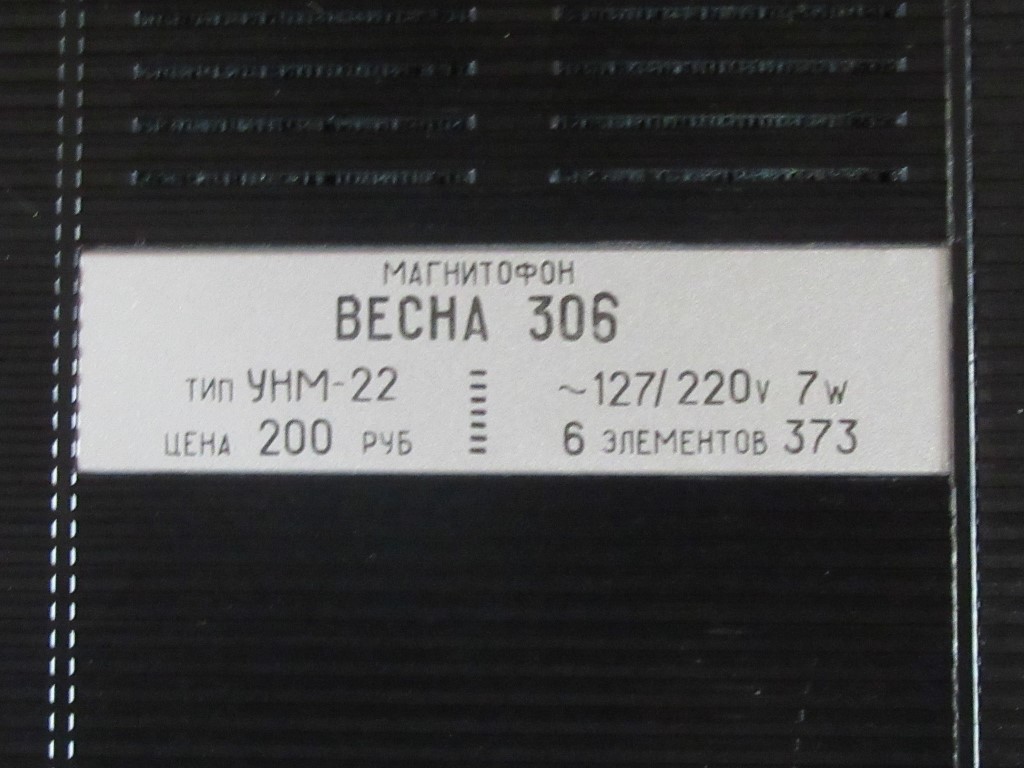 МАГНИТОФОН
ВЕСНА 306
ТИП УНМ-22 ~127/220V 7W
ЦЕНА 200 РУБ 6 ЭЛЕМЕНТОВ 373